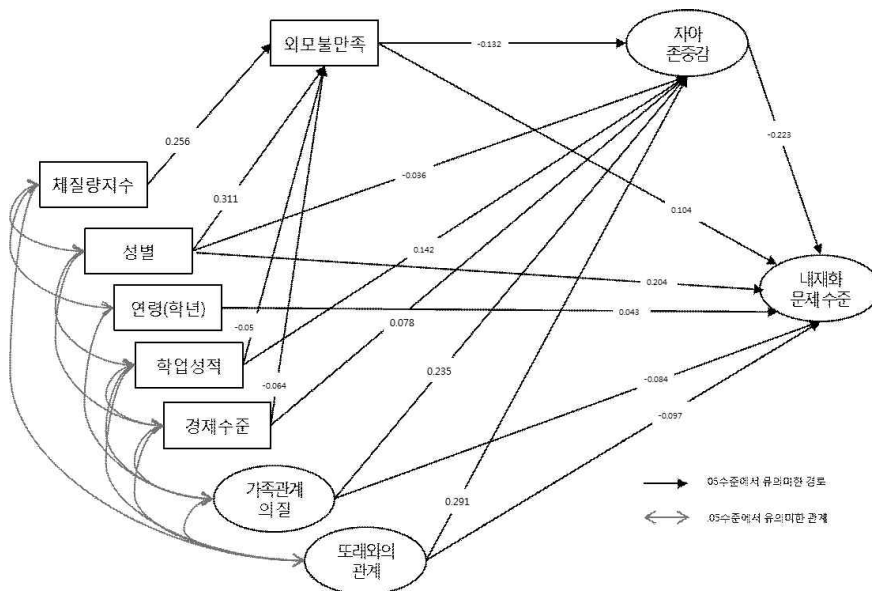 외모불만족
자아
존중감
-0.132
-0.223
0.256
체질량지수
-0.036
0.311
0.104
성별
0.142
0.204
내재화
문제 수준
연령(학년)
0.043
-0.05
0.078
학업성적
0.235
-0.064
-0.084
경제수준
-0.097
가족관계
의 질
0.291
.05수준에서 유의미한 경로
또래와의
관계
.05수준에서 유의미한 관계